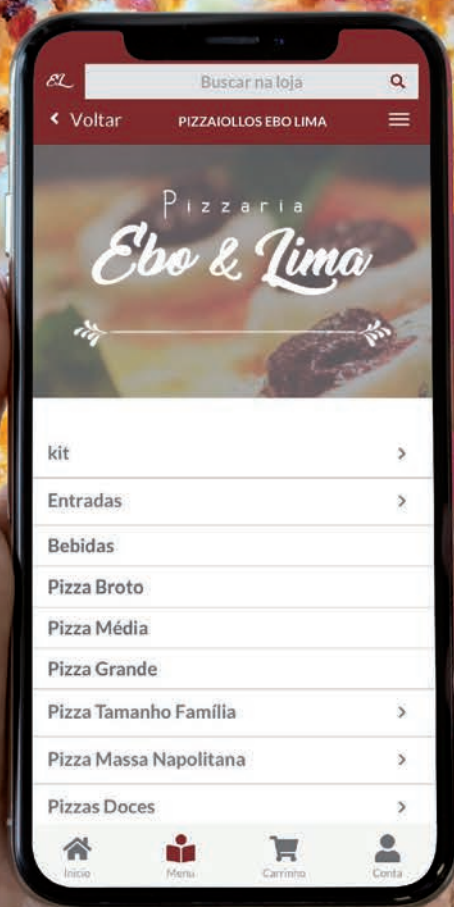 EL
Buscar na loja
Voltar
PIZZAIOLLOS EBO LIMA
Pizzaria
Ebo & Lima
kit
Entradas
Bebidas
Pizza Broto
Pizza Média
Pizza Grande
Pizza Tamanho Família
Pizza Massa Napolitana
Pizzas Doces
Início Menu Carrinho Conta